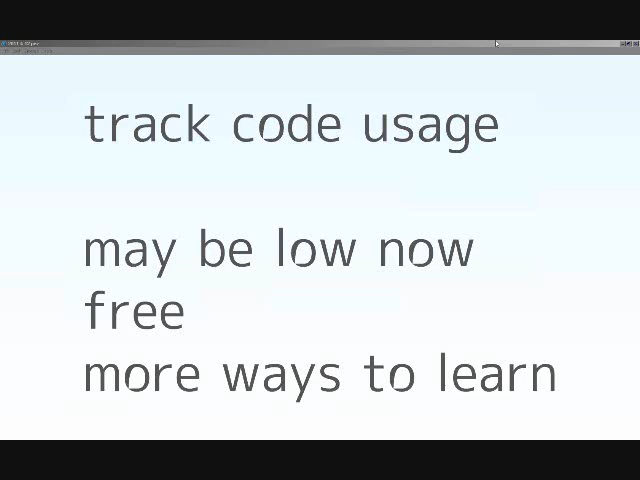 track code usage
may be low now
free
more ways to learn